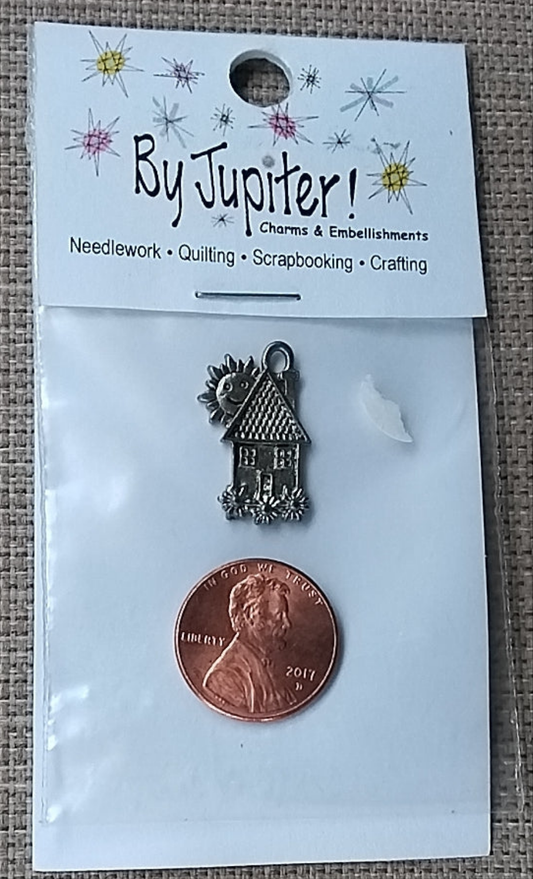 By Jupiter!
Charms & Embellishments
Needlework • Quilting • Scrapbooking • Crafting
IN GOD WE TRUST
LIBERTY
2017
D